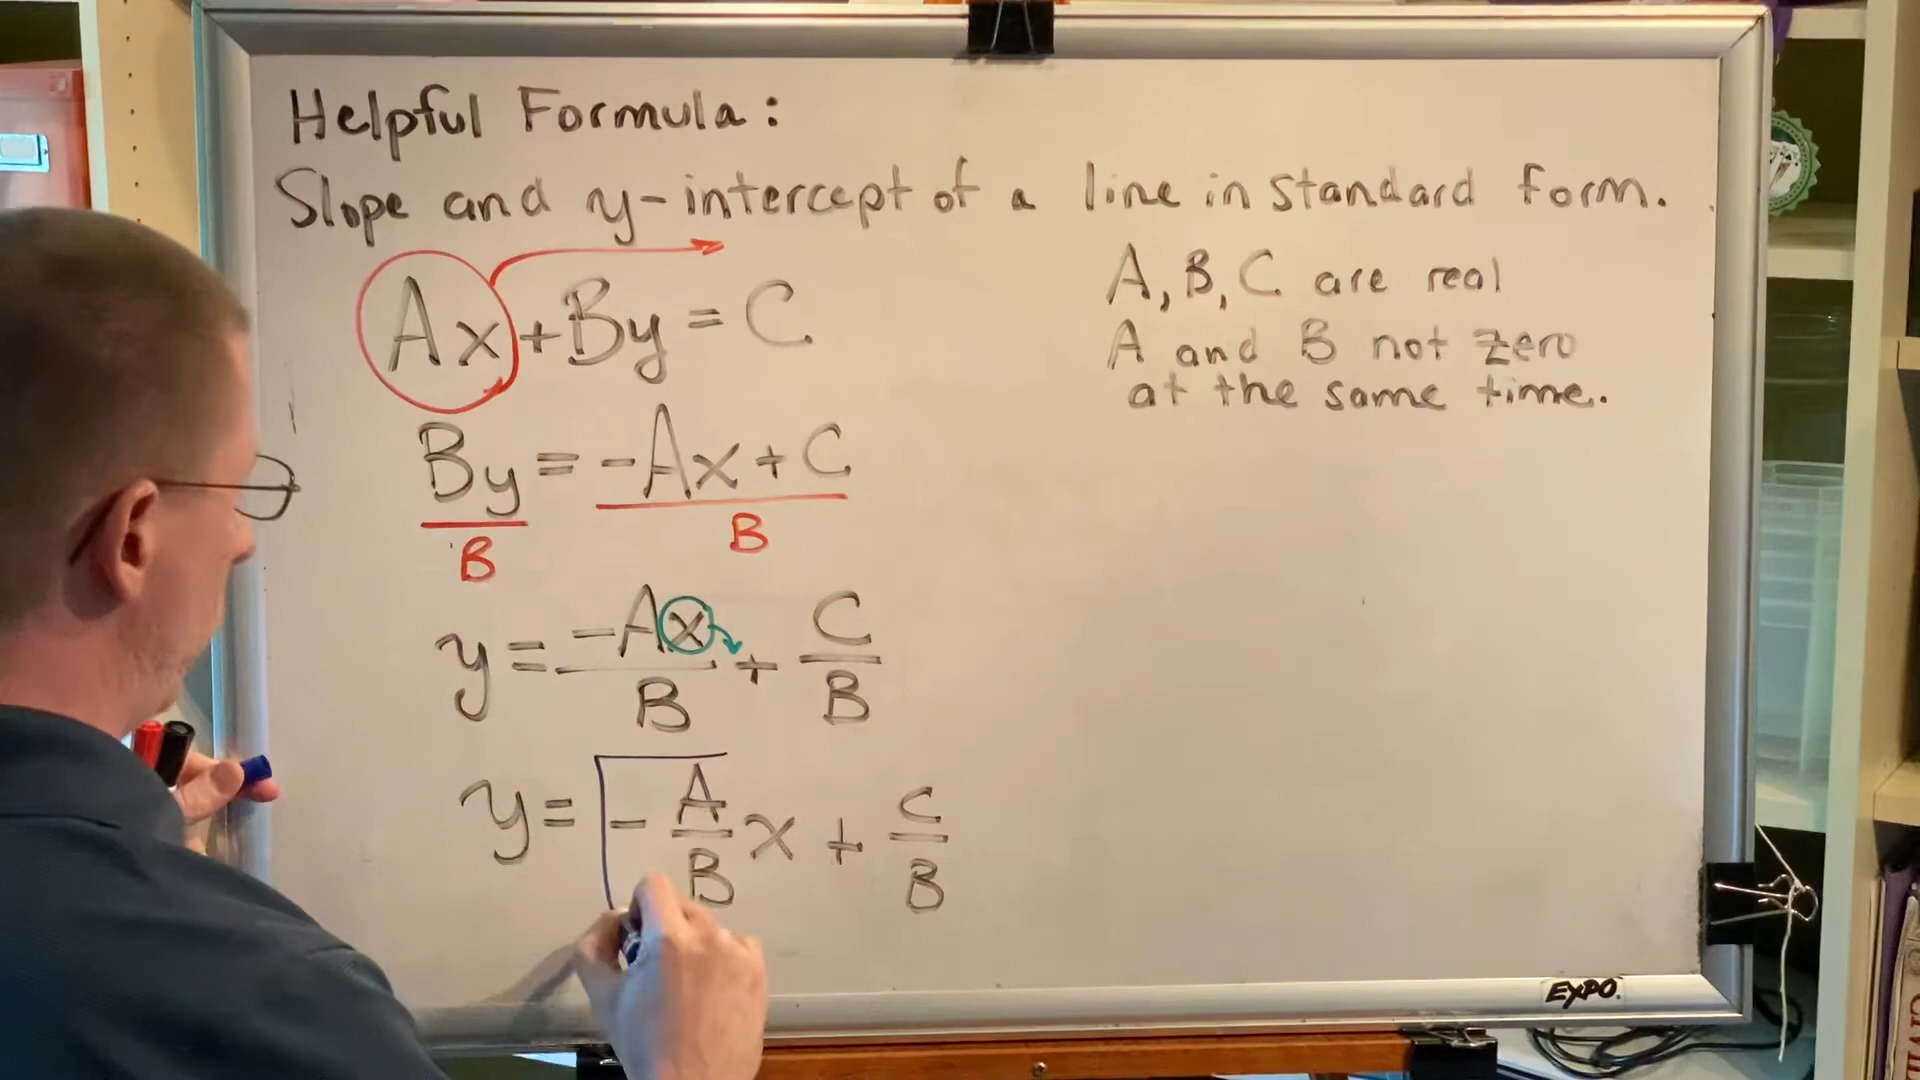 Helpful Formula:
Slope and y-intercept of a line in standard form.
Ax+By=C
A, B, C are real
A and B not zero
at the same time.
By = -Ax + C
B B
y = -Ax/B + C/B
y = -A/B x + C/B
EXPO